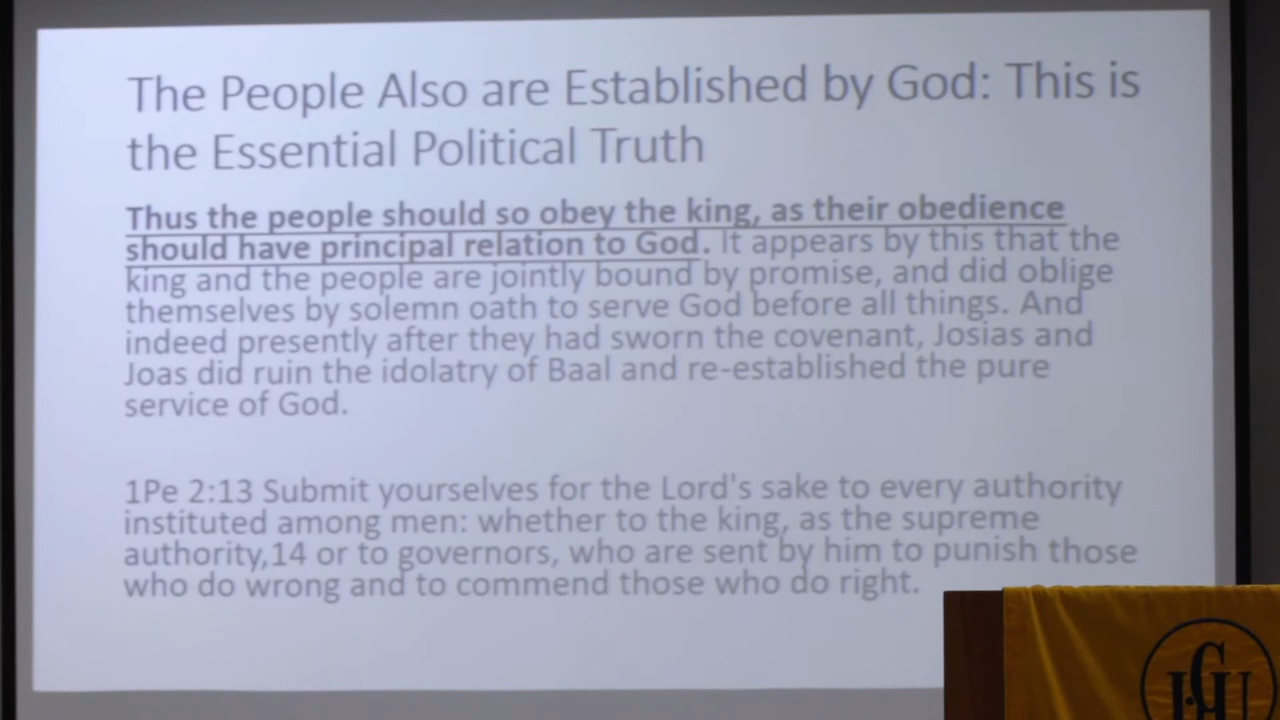 The People Also are Established by God: This is
the Essential Political Truth
Thus the people should so obey the king, as their obedience
should have principal relation to God. It appears by this that the
king and the people are jointly bound by promise, and did oblige
themselves by solemn oath to serve God before all things. And
indeed presently after they had sworn the covenant, Josias and
Joas did ruin the idolatry of Baal and re-established the pure
service of God.
1Pe 2:13 Submit yourselves for the Lord's sake to every authority
instituted among men: whether to the king, as the supreme
authority,14 or to governors, who are sent by him to punish those
who do wrong and to commend those who do right.